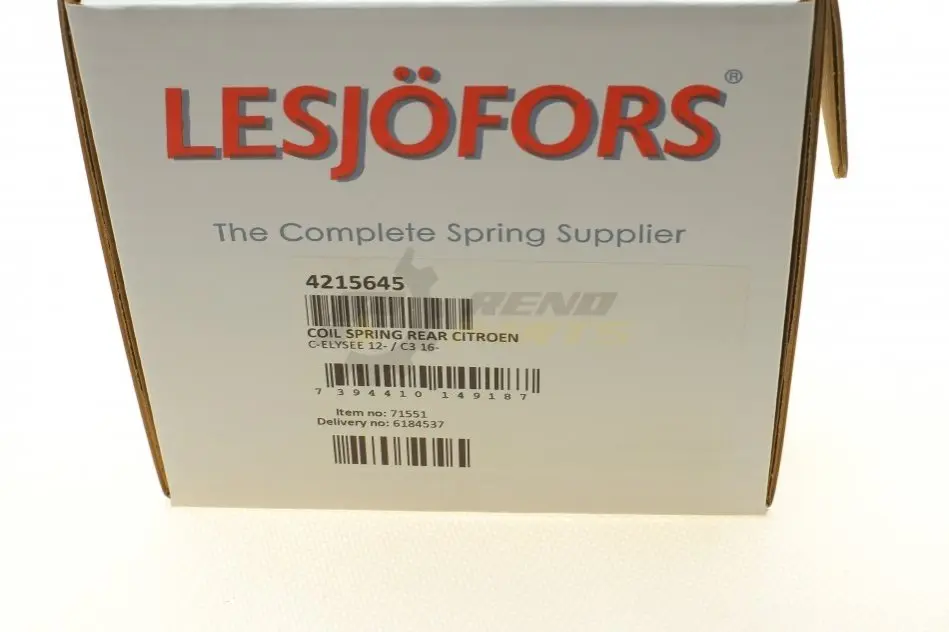 LESJÖFORS®
The Complete Spring Supplier
4215645
COIL SPRING REAR CITROEN
C-ELYSEE 12- / C3 16-
7 394410 149187
Item no: 71551
Delivery no: 6184537